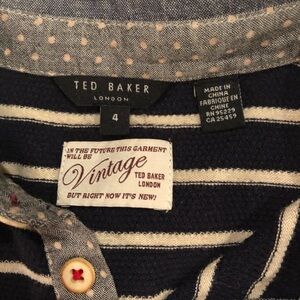 TED BAKER
LONDON
4
MADE IN
CHINA
FABRIQUÉ EN
CHINE
RN 95229
CA 25459
IN THE FUTURE THIS GARMENT
WILL BE
Vintage
TED BAKER
LONDON
BUT RIGHT NOW IT'S NEW!